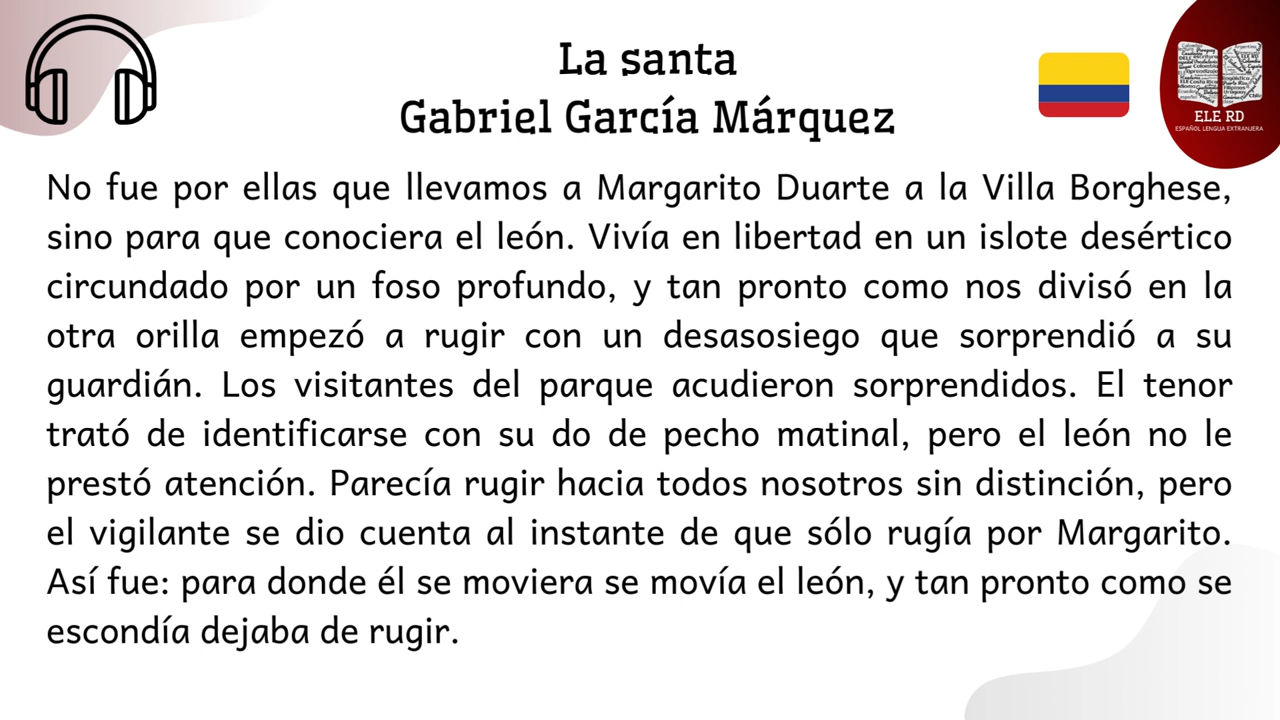 La santa
Gabriel García Márquez
ELE RD
ESPAÑOL LENGUA EXTRANJERA
No fue por ellas que llevamos a Margarito Duarte a la Villa Borghese,
sino para que conociera el león. Vivía en libertad en un islote desértico
circundado por un foso profundo, y tan pronto como nos divisó en la
otra orilla empezó a rugir con un desasosiego que sorprendió a su
guardián. Los visitantes del parque acudieron sorprendidos. El tenor
trató de identificarse con su do de pecho matinal, pero el león no le
prestó atención. Parecía rugir hacia todos nosotros sin distinción, pero
el vigilante se dio cuenta al instante de que sólo rugía por Margarito.
Así fue: para donde él se moviera se movía el león, y tan pronto como se
escondía dejaba de rugir.